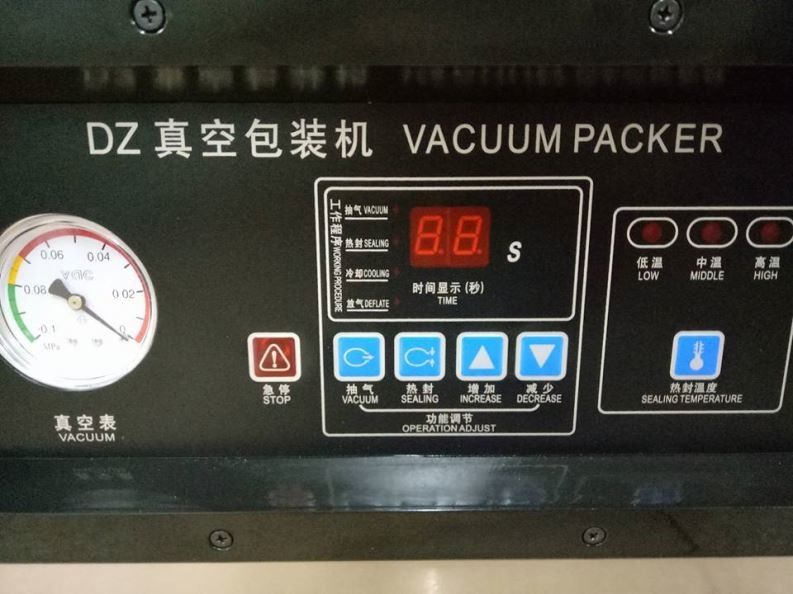 DZ 真空包装机 VACUUM PACKER
工作程序 WORKING PROCEDURE
抽气 VACUUM
热封 SEALING
冷却 COOLING
放气 DEFLATE
88 S
时间显示 (秒)
TIME
低温
LOW
中温
MIDDLE
高温
HIGH
0.06 0.04
vac
0.08 0.02
-0.1 0
MPa
真空表
VACUUM
急停
STOP
抽气
VACUUM
热封
SEALING
增加
INCREASE
减少
DECREASE
功能调节
OPERATION ADJUST
热封温度
SEALING TEMPERATURE